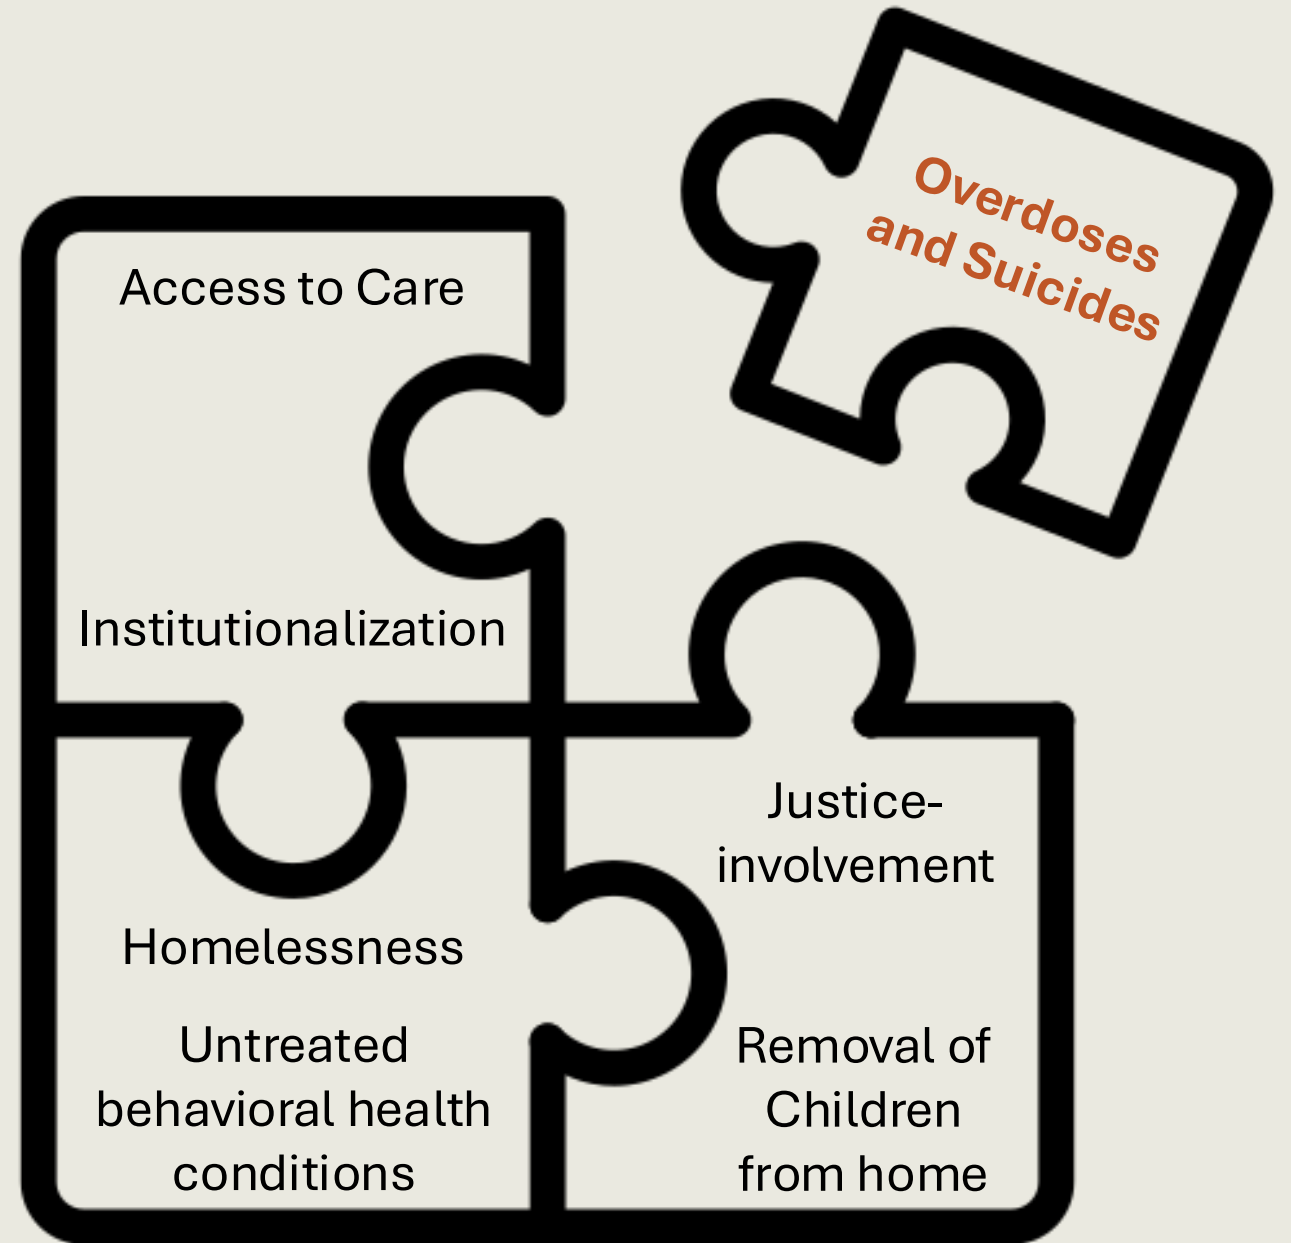 Overdoses
and Suicides
Access to Care
Institutionalization
Justice-
involvement
Homelessness
Untreated
behavioral health
conditions
Removal of
Children
from home